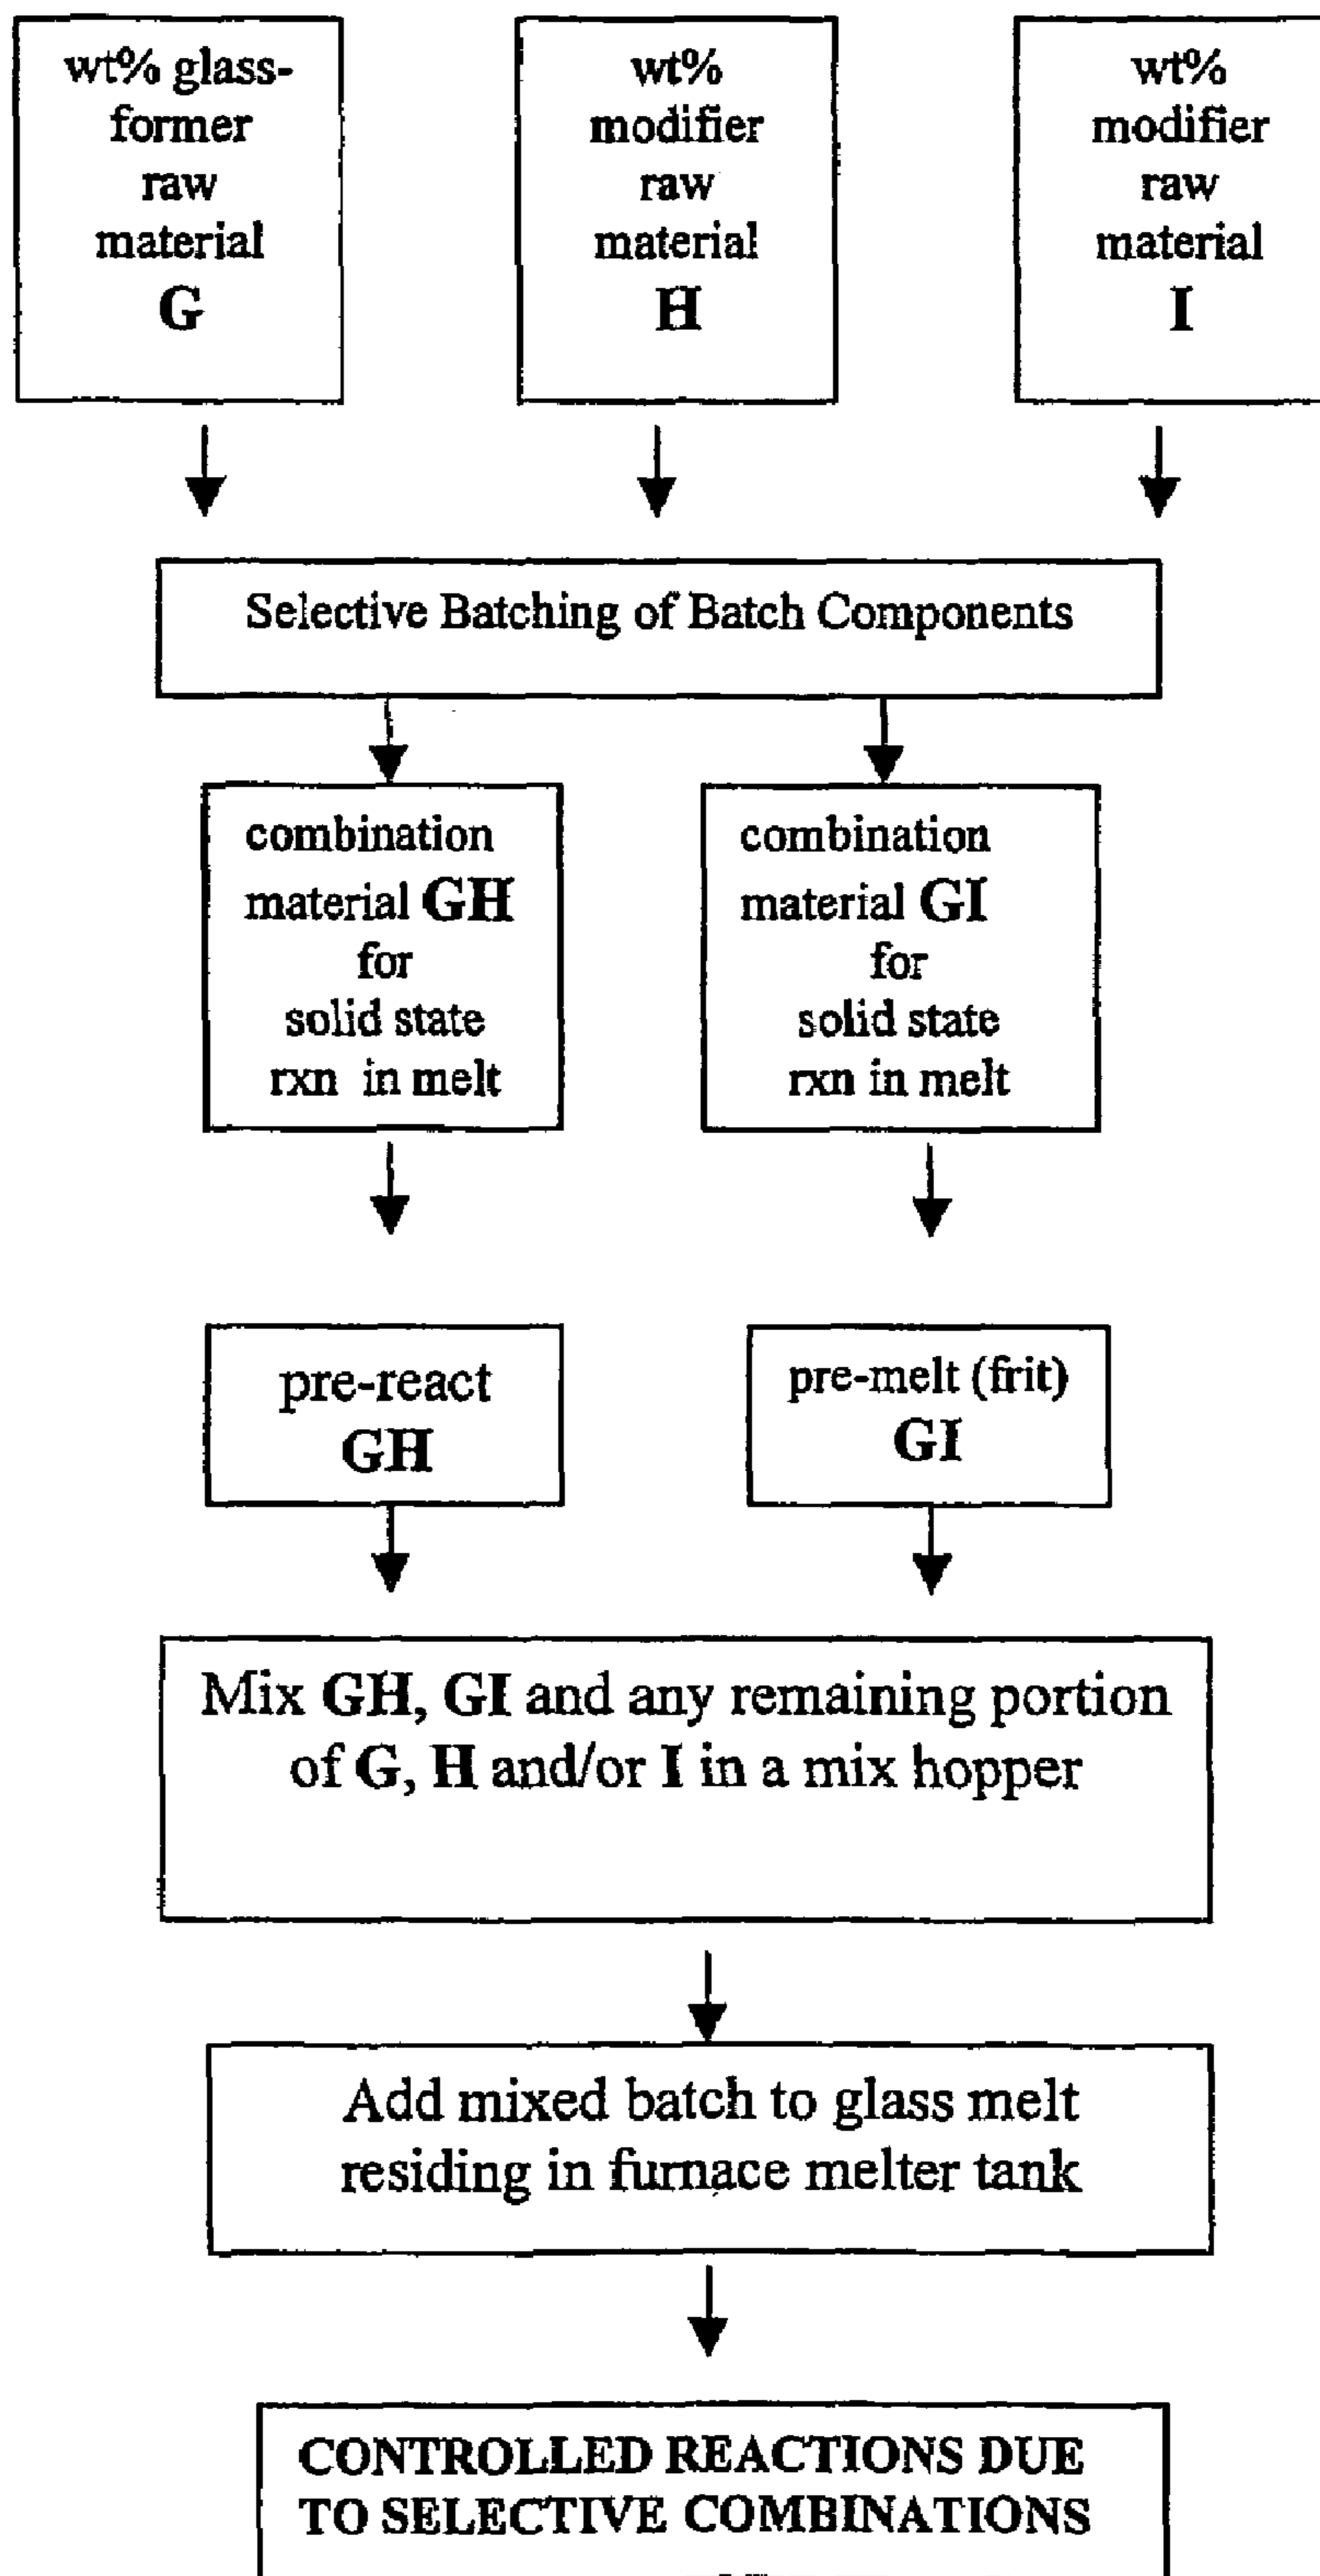 wt% glass-
former
raw
material
G
wt%
modifier
raw
material
H
wt%
modifier
raw
material
I
Selective Batching of Batch Components
combination
material GH
for
solid state
rxn in melt
combination
material GI
for
solid state
rxn in melt
pre-react
GH
pre-melt (frit)
GI
Mix GH, GI and any remaining portion
of G, H and/or I in a mix hopper
Add mixed batch to glass melt
residing in furnace melter tank
CONTROLLED REACTIONS DUE
TO SELECTIVE COMBINATIONS